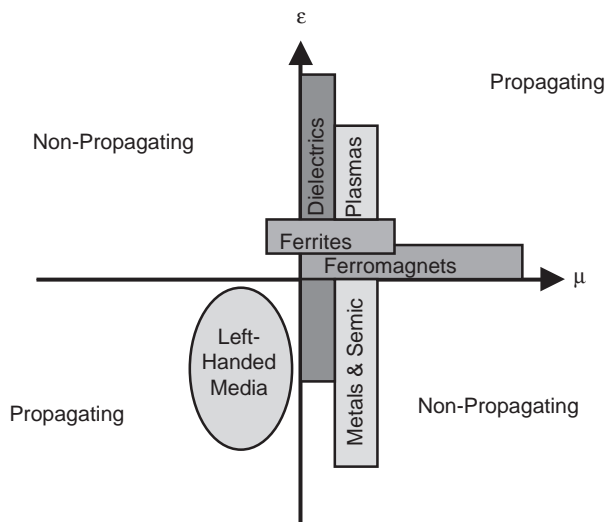 ε
Propagating
Non-Propagating
Dielectrics
Plasmas
Ferrites
Ferromagnets
μ
Left-
Handed
Media
Metals & Semic
Propagating
Non-Propagating